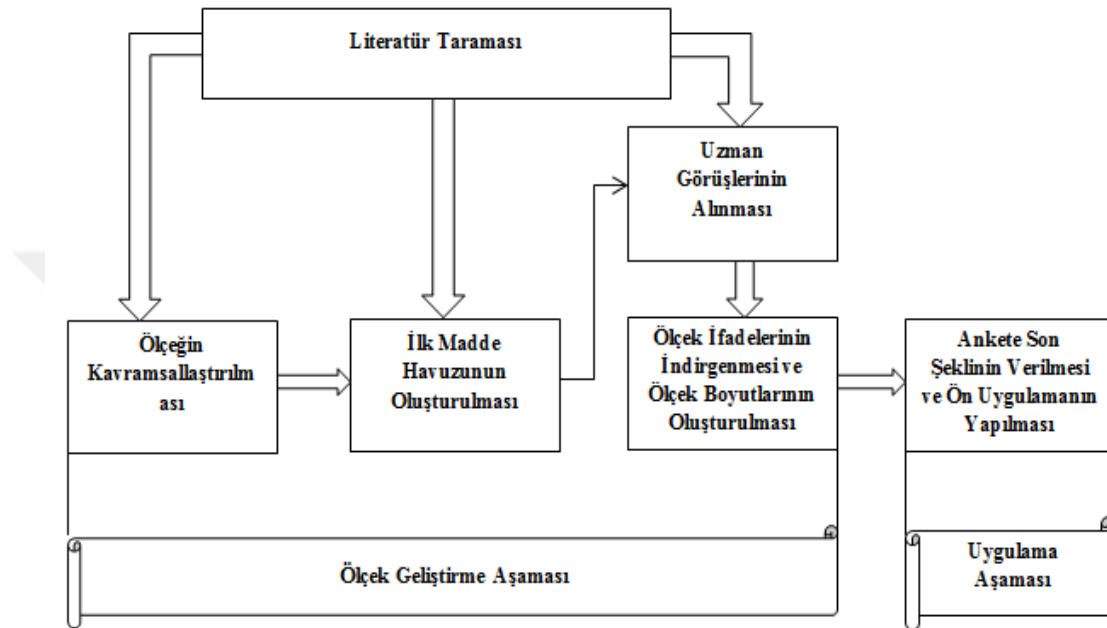 Literatür Taraması
Uzman
Görüşlerinin
Alınması
Ölçeğin
Kavramsallaştırılm
ası
İlk Madde
Havuzunun
Oluşturulması
Ölçek İfadelerinin
İndirgenmesi ve
Ölçek Boyutlarının
Oluşturulması
Ankete Son
Şeklinin Verilmesi
ve Ön Uygulamanın
Yapılması
Ölçek Geliştirme Aşaması
Uygulama
Aşaması